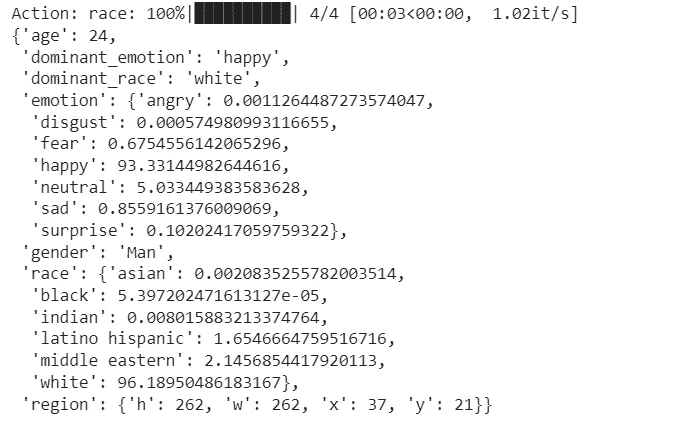 Action: race: 100%|██████████| 4/4 [00:03<00:00,  1.02it/s]
{'age': 24,
 'dominant_emotion': 'happy',
 'dominant_race': 'white',
 'emotion': {'angry': 0.0011264487273574047,
  'disgust': 0.000574980993116655,
  'fear': 0.6754556142065296,
  'happy': 93.33144982644616,
  'neutral': 5.033449383583628,
  'sad': 0.8559161376009069,
  'surprise': 0.10202417059759322},
 'gender': 'Man',
 'race': {'asian': 0.0020835255782003514,
  'black': 5.397202471613127e-05,
  'indian': 0.008015883213374764,
  'latino hispanic': 1.6546664759516716,
  'middle eastern': 2.1456854417920113,
  'white': 96.18950486183167},
 'region': {'h': 262, 'w': 262, 'x': 37, 'y': 21}}